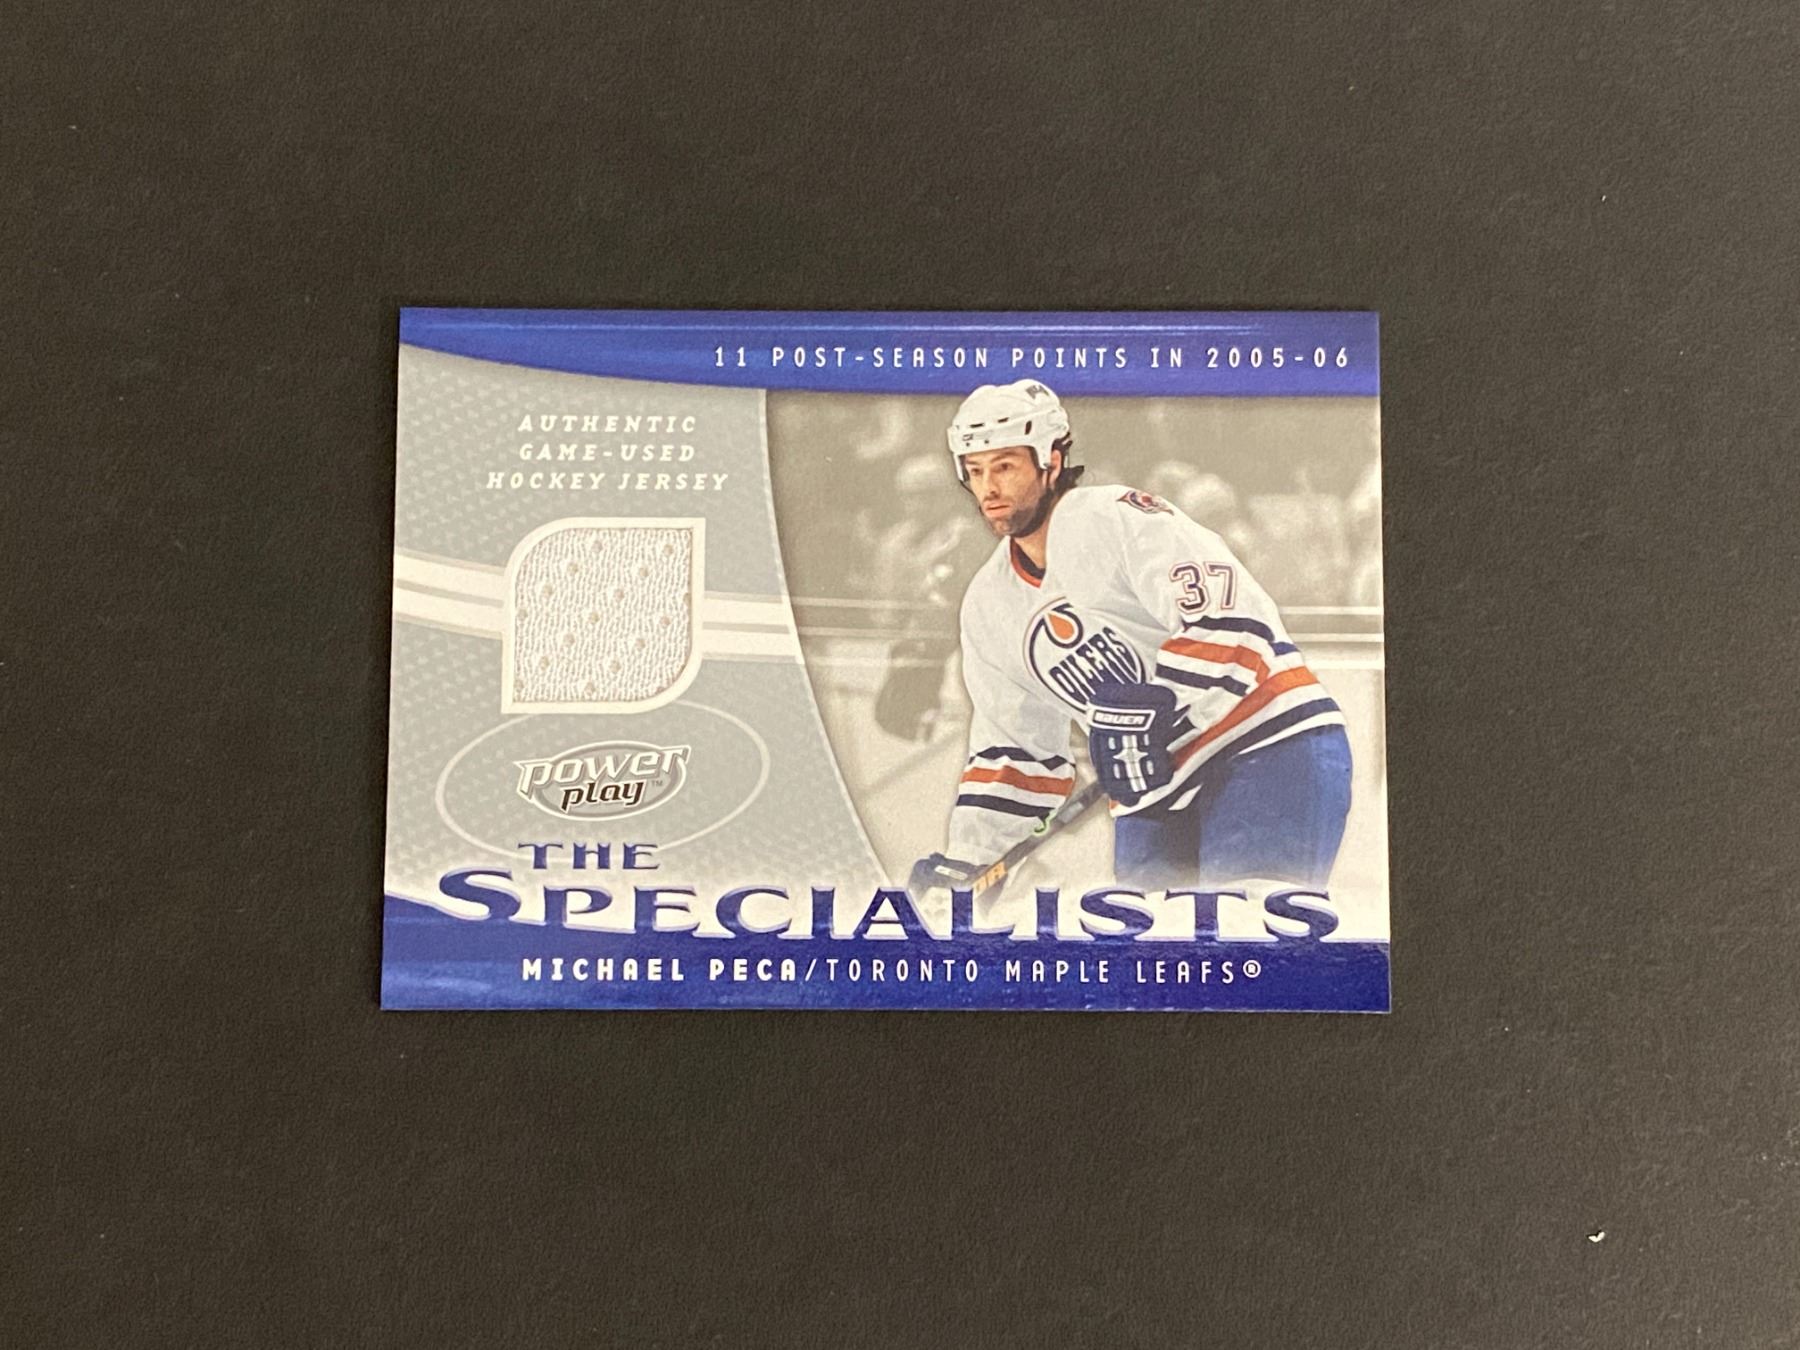 11 POST-SEASON POINTS IN 2005-06
AUTHENTIC
GAME-USED
HOCKEY JERSEY
37
OILERS
BAUER
power
play™
THE
SPECIALISTS
MICHAEL PECA/TORONTO MAPLE LEAFS®